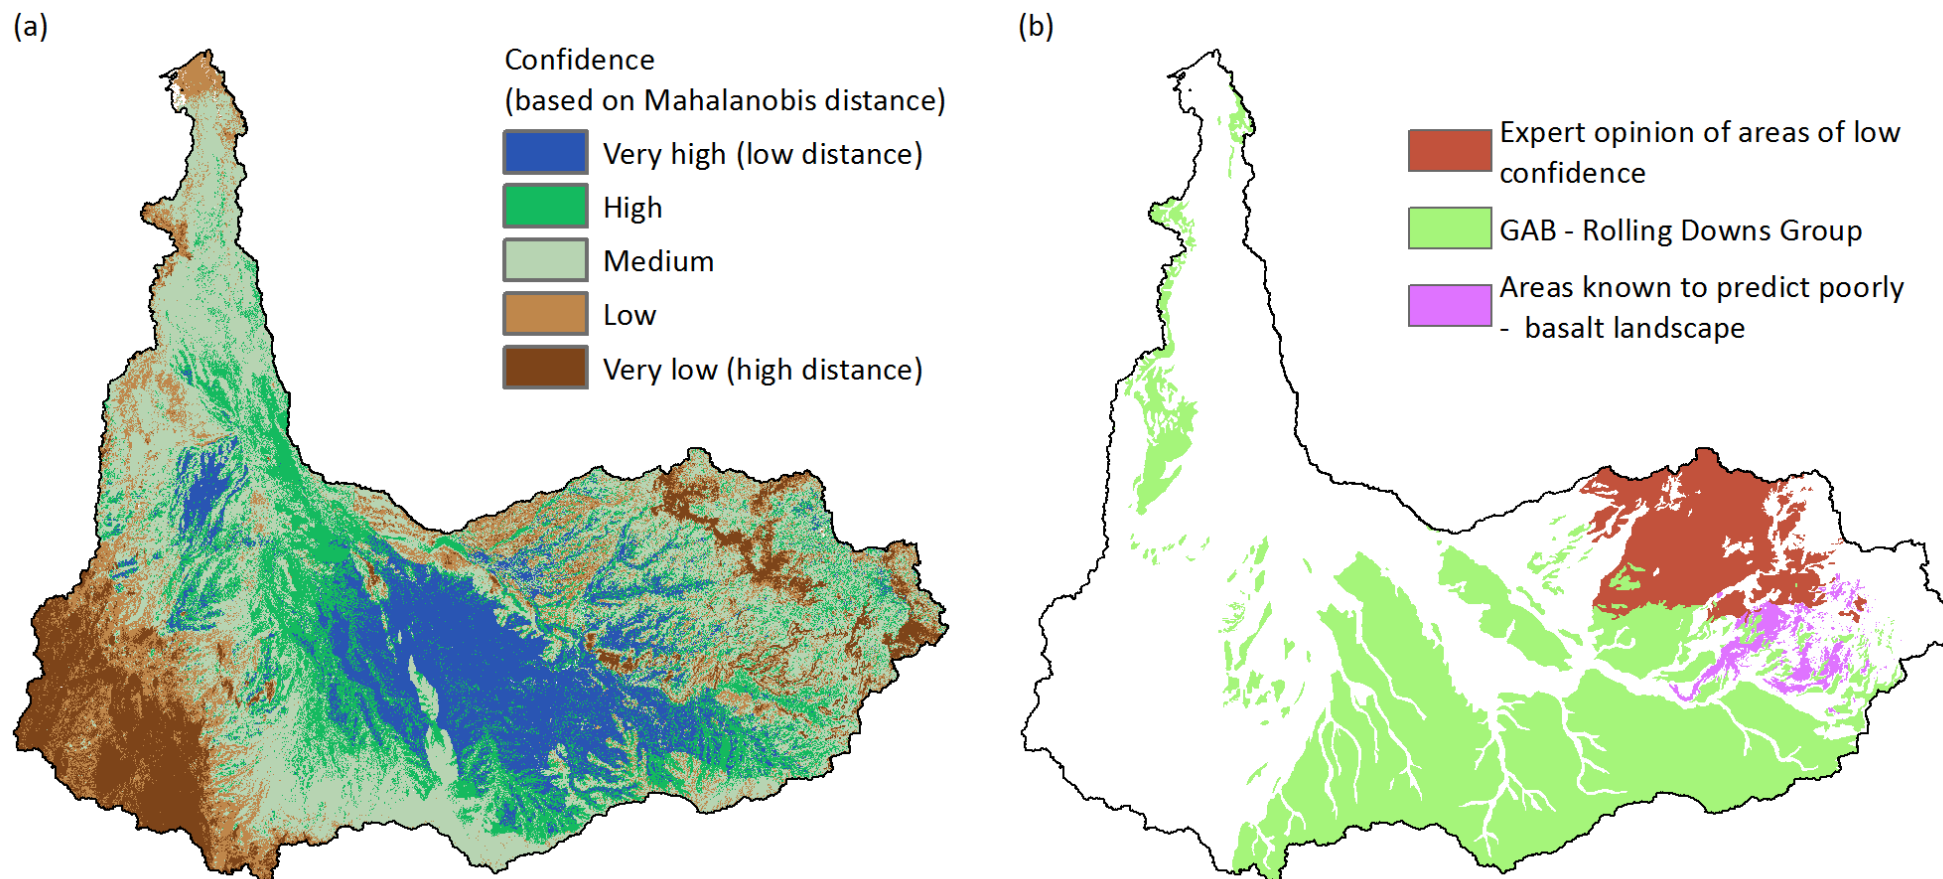 (a)
Confidence
(based on Mahalanobis distance)
Very high (low distance)
High
Medium
Low
Very low (high distance)
(b)
Expert opinion of areas of low
confidence
GAB - Rolling Downs Group
Areas known to predict poorly
- basalt landscape